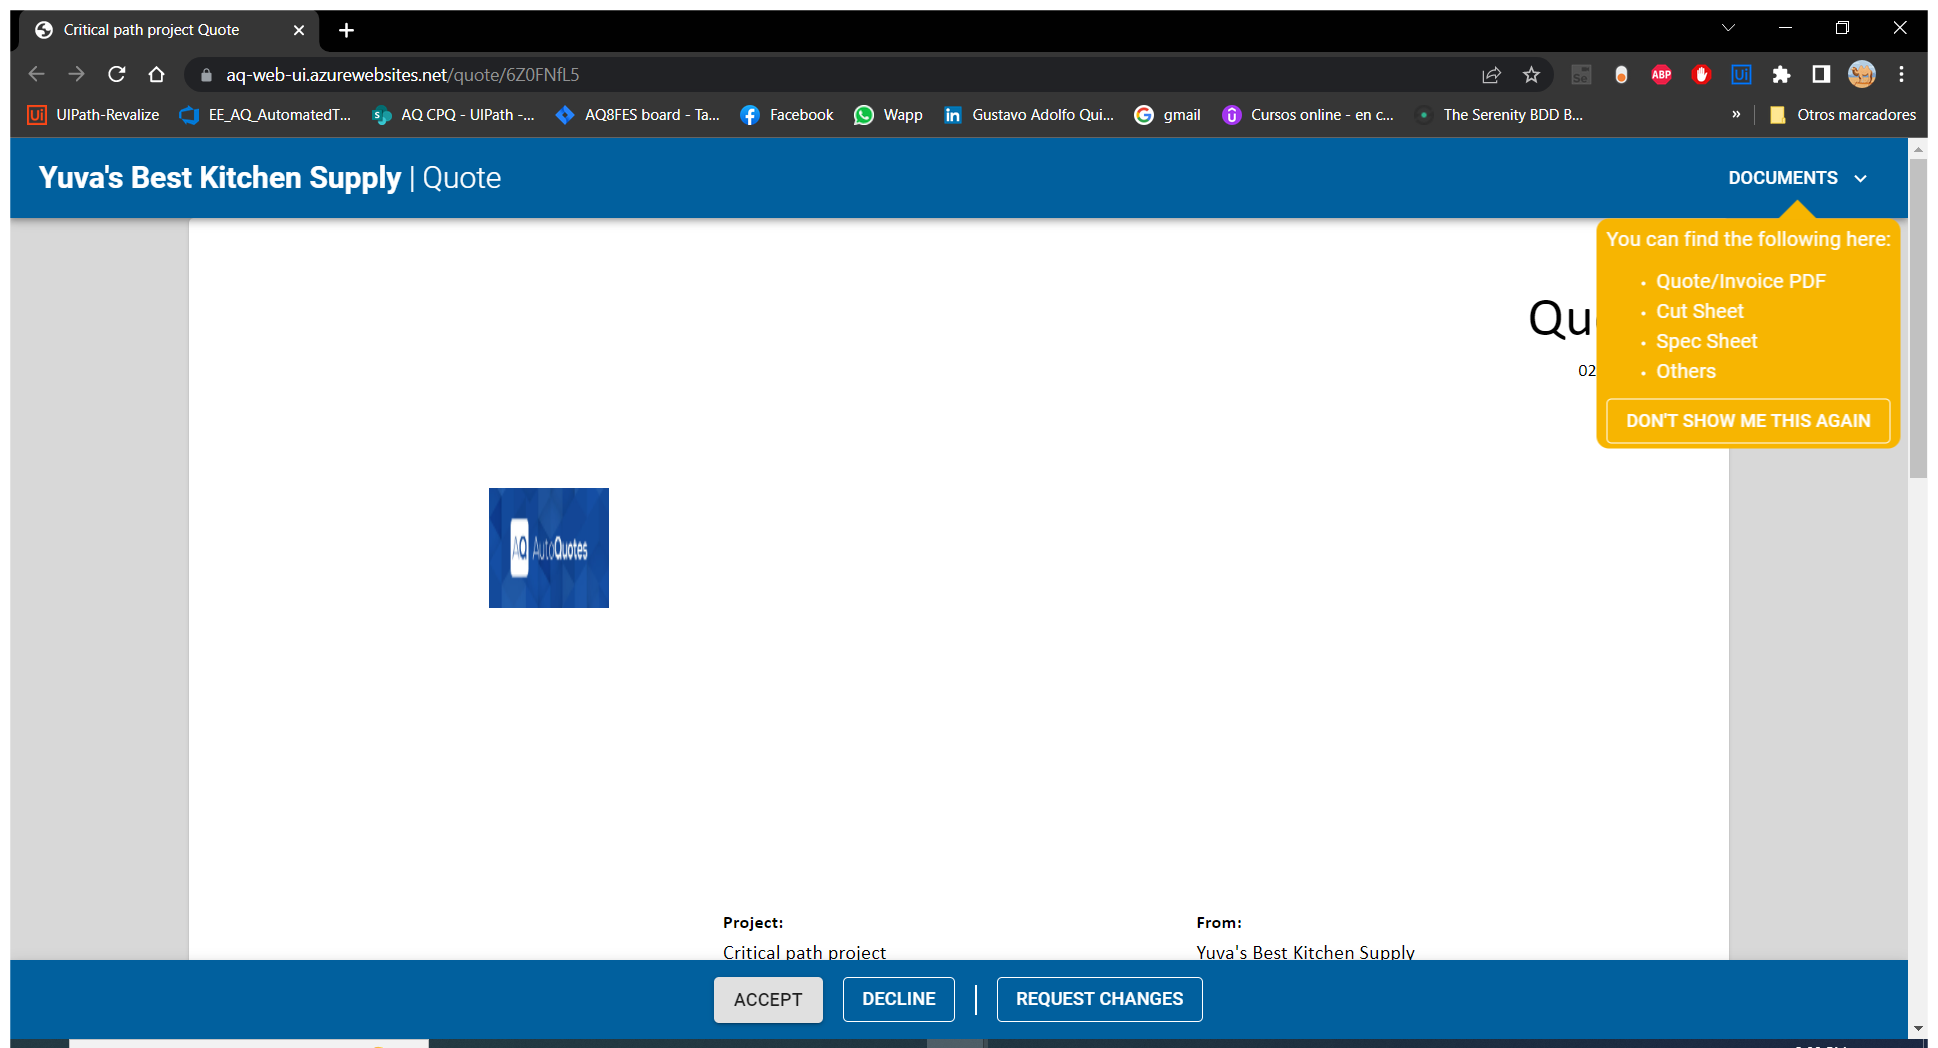 Critical path project Quote
aq-web-ui.azurewebsites.net/quote/6Z0FNfL5
Se
ABP
Ui
Ui UIPath-Revalize EE_AQ_AutomatedT... AQ CPQ - UIPath -... AQ8FES board - Ta... Facebook Wapp Gustavo Adolfo Qui... gmail Cursos online - en c... The Serenity BDD B... » Otros marcadores
Yuva's Best Kitchen Supply | Quote
DOCUMENTS
You can find the following here:
• Quote/Invoice PDF
• Cut Sheet
• Spec Sheet
• Others
DON'T SHOW ME THIS AGAIN
Qu
02
AQ AutoQuotes
Project:
Critical path project
From:
Yuva's Best Kitchen Supply
ACCEPT
DECLINE
REQUEST CHANGES